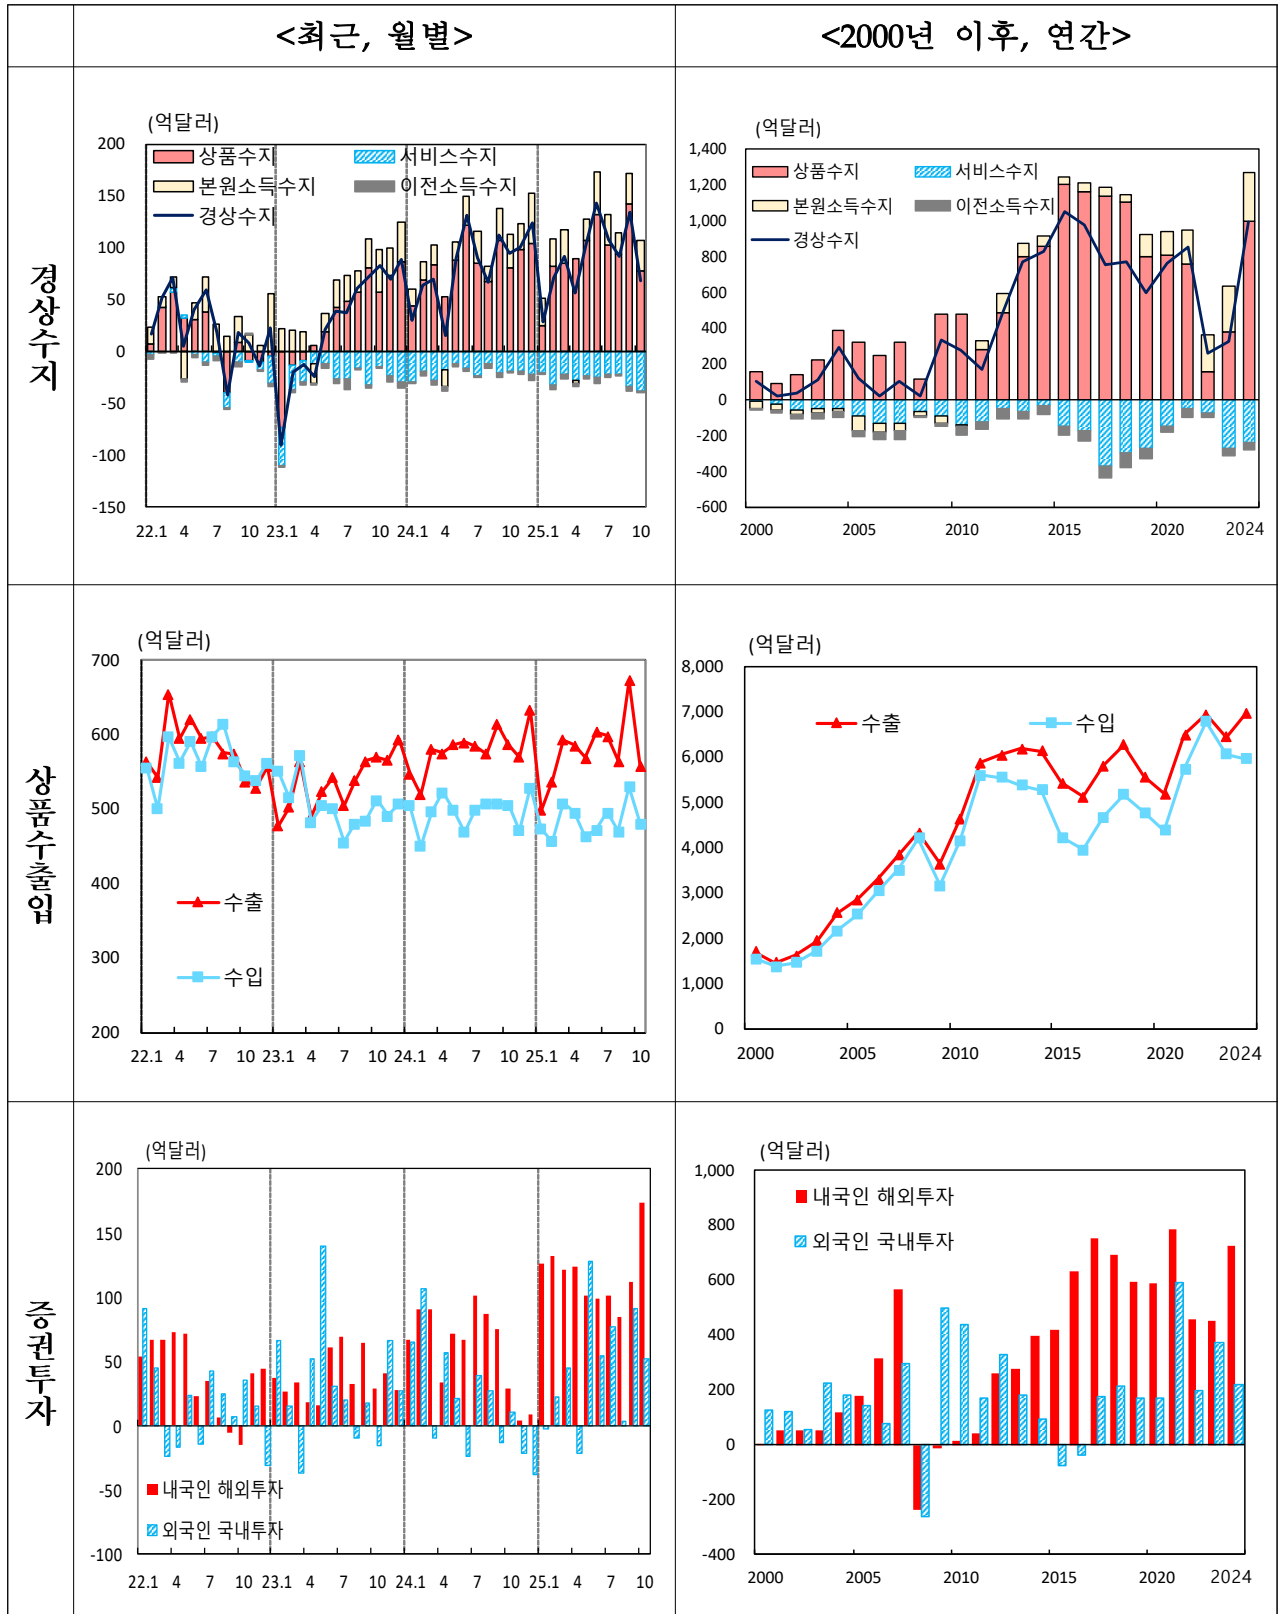 <최근, 월별>
<2000년 이후, 연간>
경상수지
(억달러)
200
150
100
50
0
-50
-100
-150
상품수지
서비스수지
본원소득수지
이전소득수지
경상수지
22.1 4 7 10 23.1 4 7 10 24.1 4 7 10 25.1 4 7 10
(억달러)
1,400
1,200
1,000
800
600
400
200
0
-200
-400
-600
상품수지
서비스수지
본원소득수지
이전소득수지
경상수지
2000 2005 2010 2015 2020 2024
상품수출입
(억달러)
700
600
500
400
300
200
수출
수입
22.1 4 7 10 23.1 4 7 10 24.1 4 7 10 25.1 4 7 10
(억달러)
8,000
7,000
6,000
5,000
4,000
3,000
2,000
1,000
0
수출
수입
2000 2005 2010 2015 2020 2024
증권투자
(억달러)
200
150
100
50
0
-50
-100
내국인 해외투자
외국인 국내투자
22.1 4 7 10 23.1 4 7 10 24.1 4 7 10 25.1 4 7 10
(억달러)
1,000
800
600
400
200
0
-200
-400
내국인 해외투자
외국인 국내투자
2000 2005 2010 2015 2020 2024